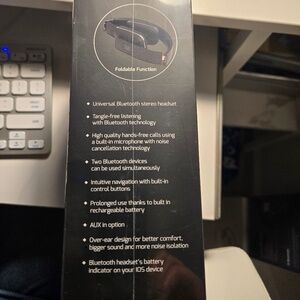 Foldable Function
Universal Bluetooth stereo headset
Tangle-free listening
with Bluetooth technology
High quality hands-free calls using
a built-in microphone with noise
cancellation technology
Two Bluetooth devices
can be used simultaneously
Intuitive navigation with built-in
control buttons
Prolonged use thanks to built in
rechargeable battery
AUX in option
Over-ear design for better comfort,
bigger sound and more noise isolation
Bluetooth headset's battery
indicator on your IOS device